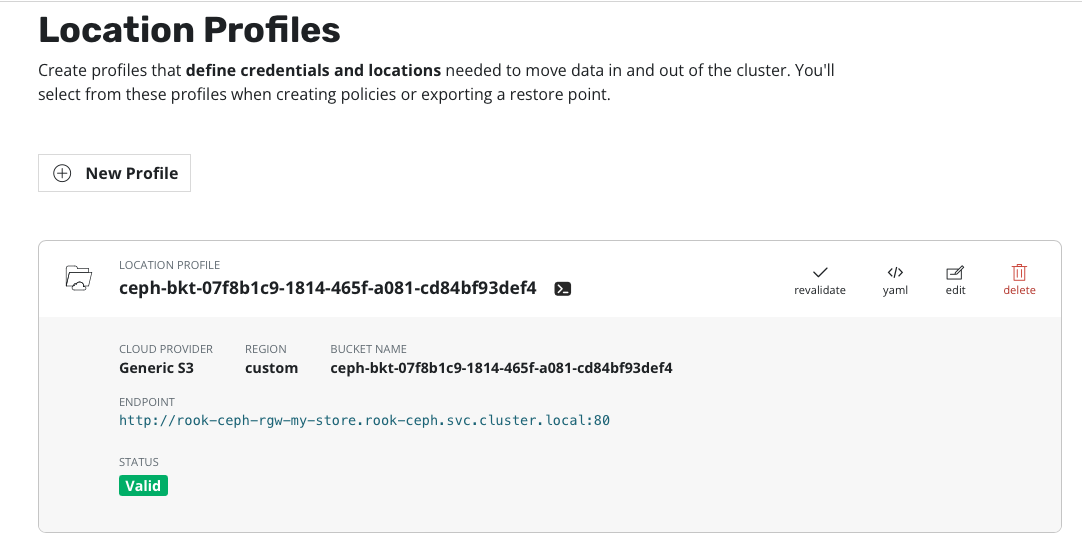 Location Profiles
Create profiles that define credentials and locations needed to move data in and out of the cluster. You'll
select from these profiles when creating policies or exporting a restore point.
New Profile
LOCATION PROFILE
ceph-bkt-07f8b1c9-1814-465f-a081-cd84bf93def4
revalidate yaml edit delete
CLOUD PROVIDER REGION BUCKET NAME
Generic S3 custom ceph-bkt-07f8b1c9-1814-465f-a081-cd84bf93def4
ENDPOINT
http://rook-ceph-rgw-my-store.rook-ceph.svc.cluster.local:80
STATUS
Valid